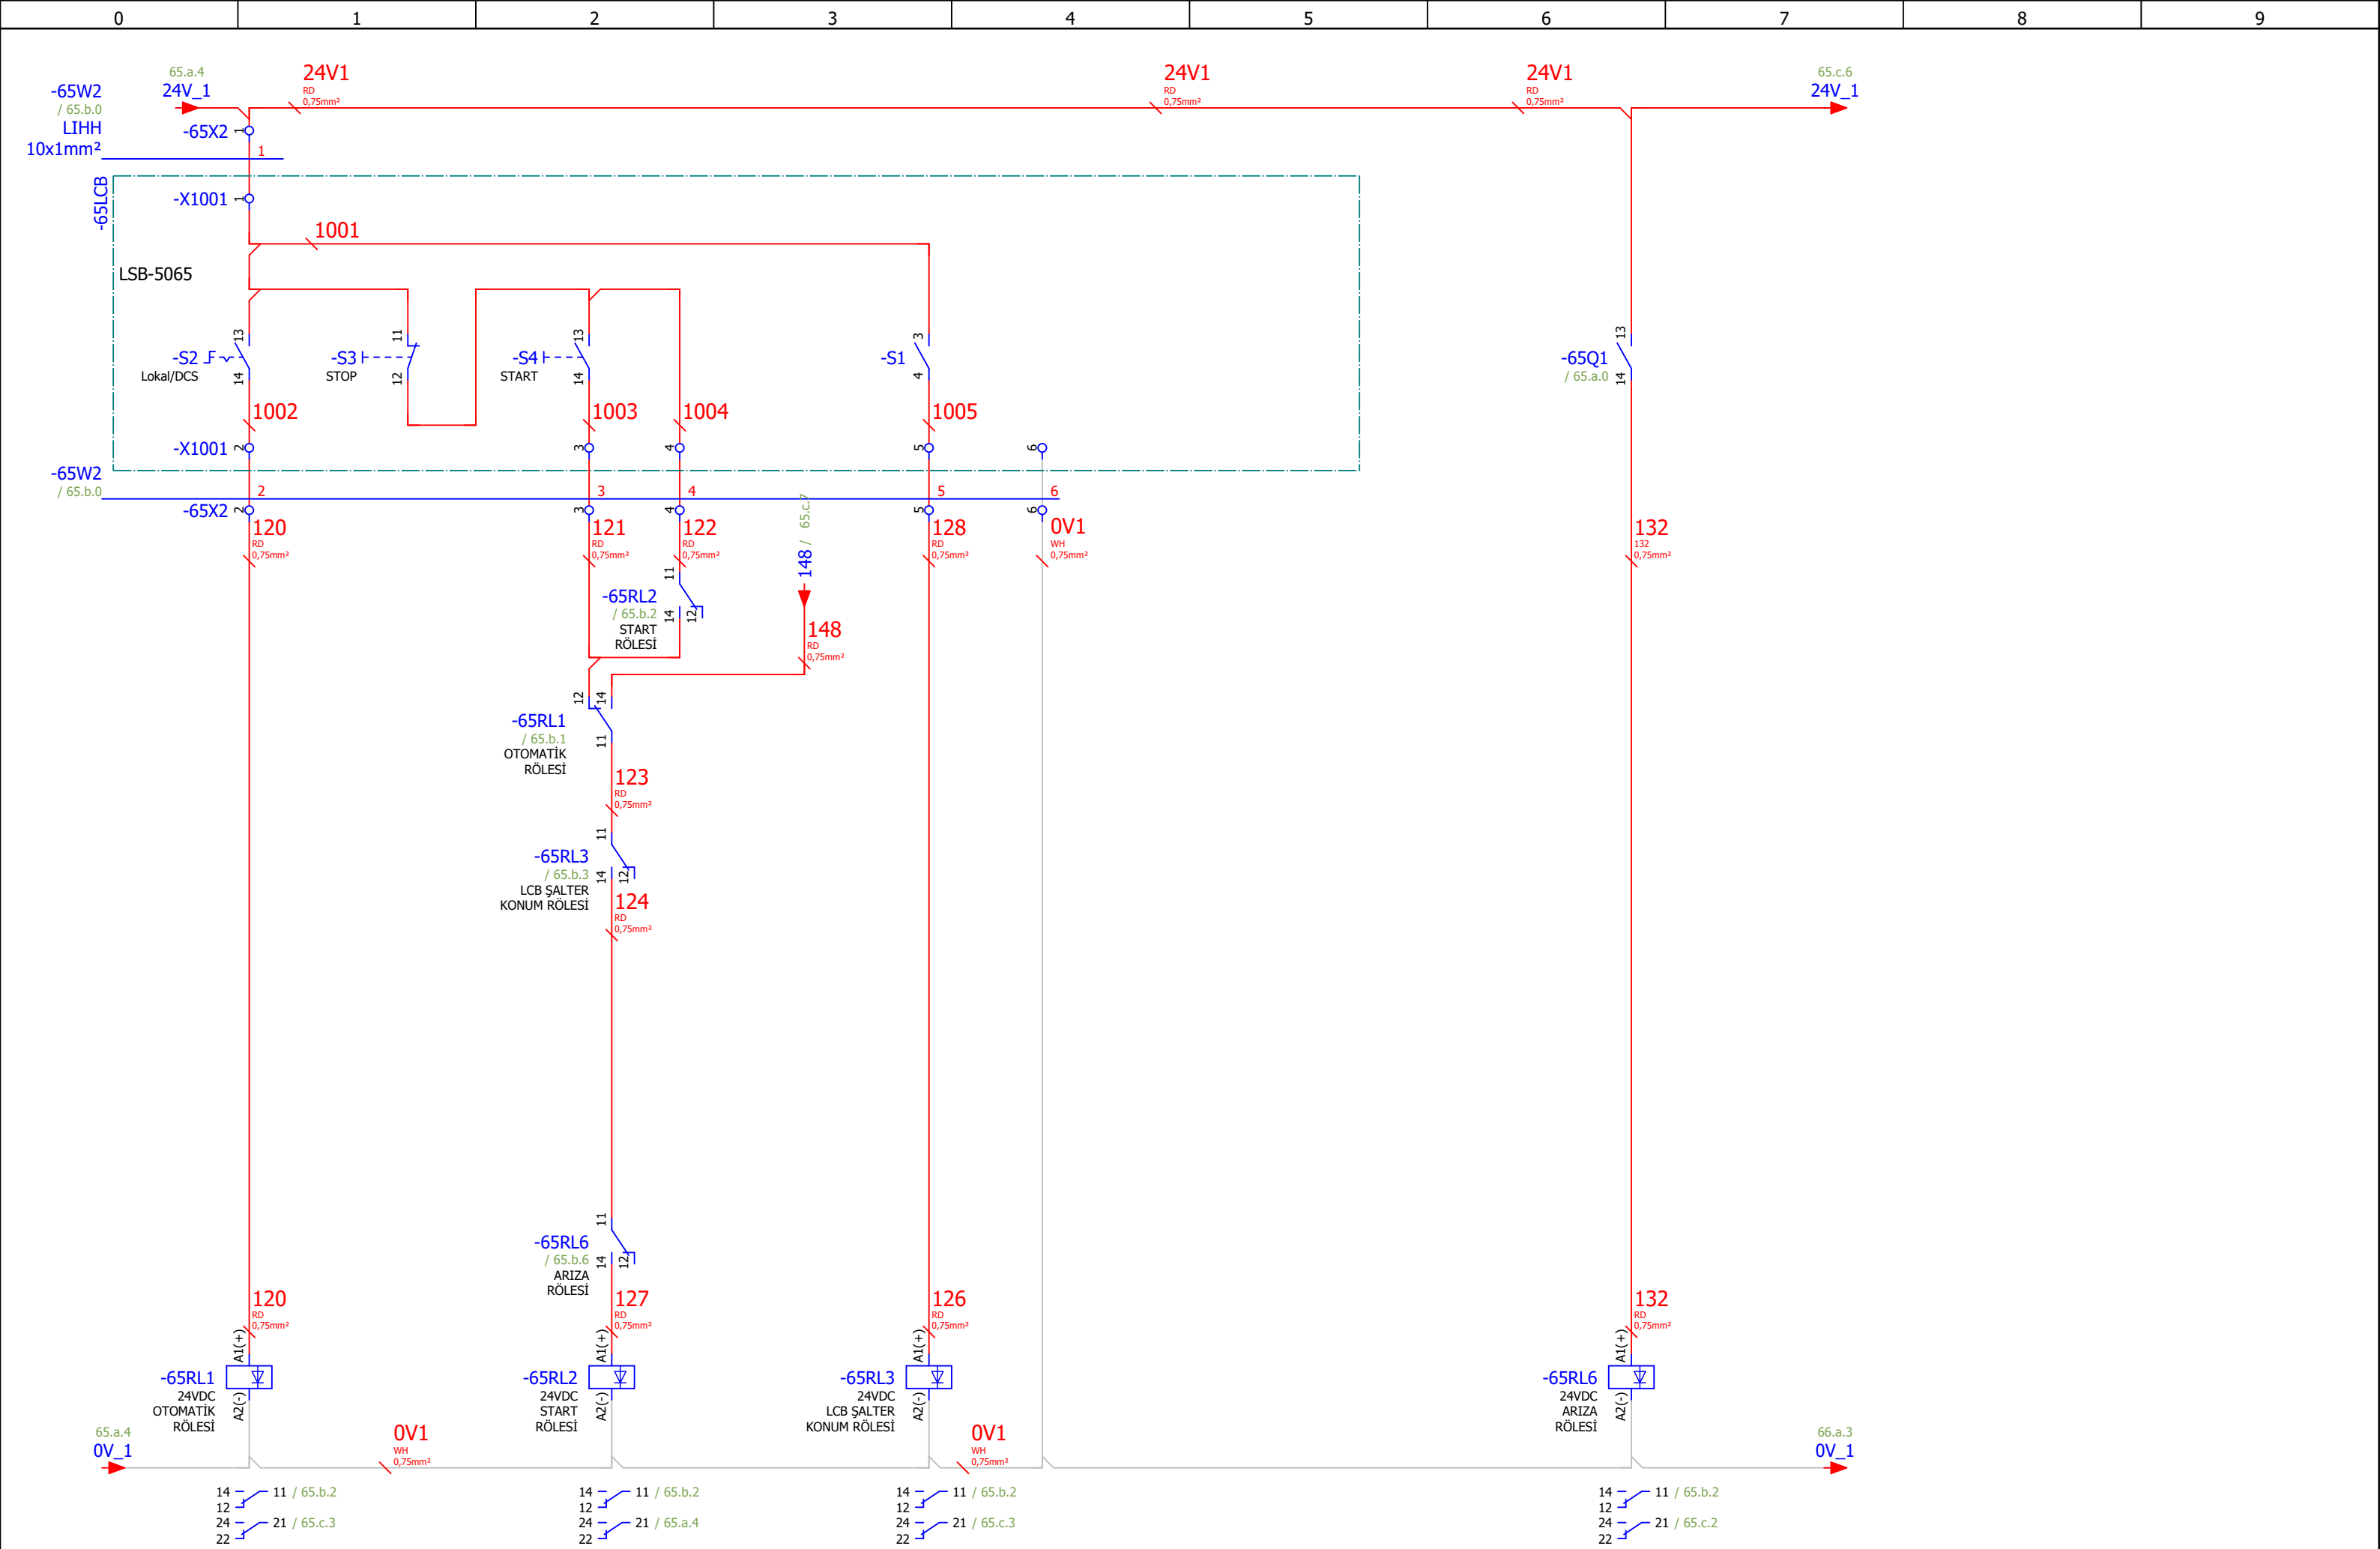 0 1 2 3 4 5 6 7 8 9
65.a.4
24V_1
24V1
RD
0,75mm²
24V1
RD
0,75mm²
24V1
RD
0,75mm²
65.c.6
24V_1
-65W2
/ 65.b.0
LIHH
10x1mm²
-65X2 1
1
-65LCB
-X1001 1
1001
LSB-5065
-S2
Lokal/DCS
13
14
-S3
STOP
11
12
-S4
START
13
14
-S1
3
4
-65Q1
/ 65.a.0
13
14
1002
1003
1004
1005
-X1001 2 3 4 5 6
-65W2
/ 65.b.0
2 3 4 5 6
-65X2 2 3 4 5 6
120
RD
0,75mm²
121
RD
0,75mm²
122
RD
0,75mm²
148 / 65.c.7
128
RD
0,75mm²
0V1
WH
0,75mm²
132
132
0,75mm²
-65RL2
/ 65.b.2
START
RÖLESİ
11
14 12
148
RD
0,75mm²
12 14
-65RL1
/ 65.b.1
OTOMATİK
RÖLESİ
11
123
RD
0,75mm²
11
-65RL3
/ 65.b.3
LCB ŞALTER
KONUM RÖLESİ
14 12
124
RD
0,75mm²
11
-65RL6
/ 65.b.6
ARIZA
RÖLESİ
14 12
120
RD
0,75mm²
127
RD
0,75mm²
126
RD
0,75mm²
132
RD
0,75mm²
A1(+)
-65RL1
24VDC
OTOMATİK
RÖLESİ
A2(-)
A1(+)
-65RL2
24VDC
START
RÖLESİ
A2(-)
A1(+)
-65RL3
24VDC
LCB ŞALTER
KONUM RÖLESİ
A2(-)
A1(+)
-65RL6
24VDC
ARIZA
RÖLESİ
A2(-)
65.a.4
0V_1
0V1
WH
0,75mm²
0V1
WH
0,75mm²
66.a.3
0V_1
14 11 / 65.b.2
12
24 21 / 65.c.3
22
14 11 / 65.b.2
12
24 21 / 65.a.4
22
14 11 / 65.b.2
12
24 21 / 65.c.3
22
14 11 / 65.b.2
12
24 21 / 65.c.2
22